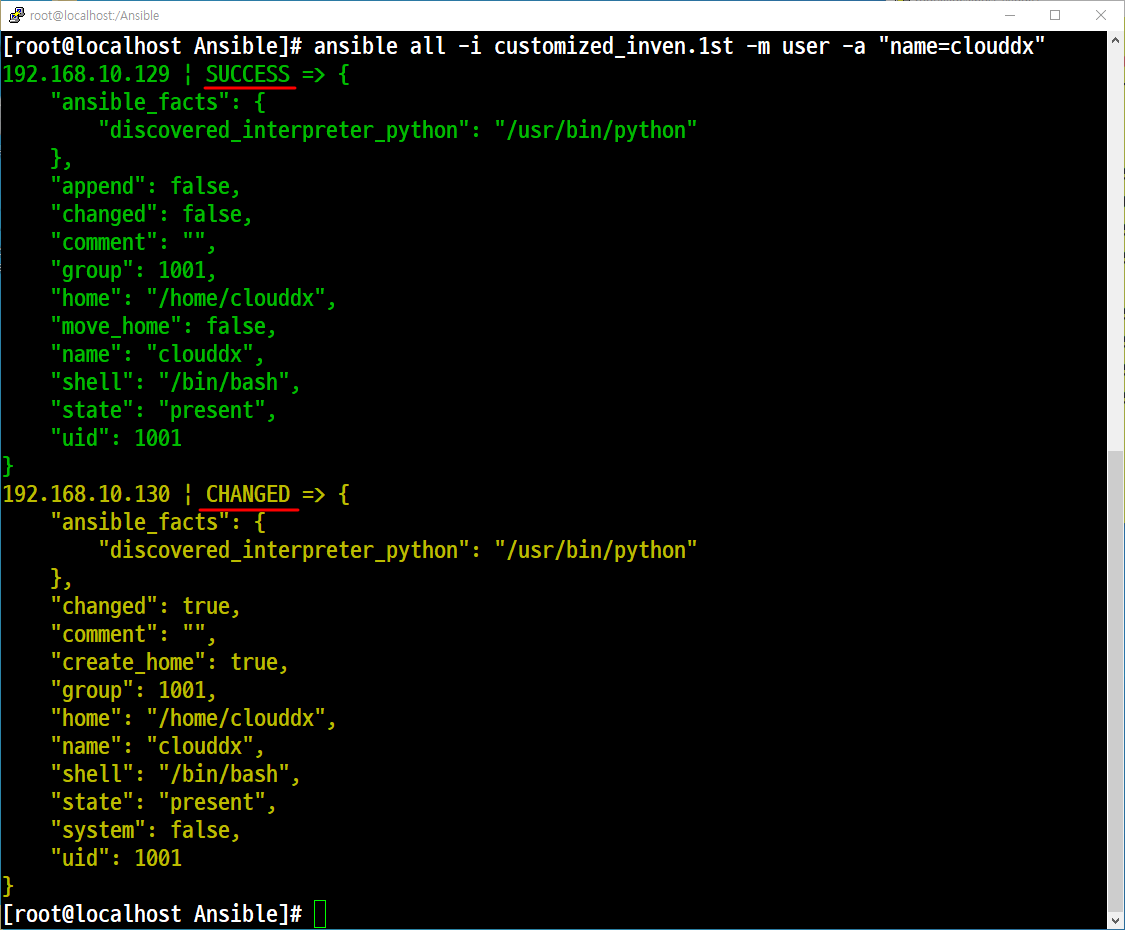 root@localhost:/Ansible
[root@localhost Ansible]# ansible all -i customized_inven.1st -m user -a "name=clouddx"
192.168.10.129 | SUCCESS => {
    "ansible_facts": {
        "discovered_interpreter_python": "/usr/bin/python"
    },
    "append": false,
    "changed": false,
    "comment": "",
    "group": 1001,
    "home": "/home/clouddx",
    "move_home": false,
    "name": "clouddx",
    "shell": "/bin/bash",
    "state": "present",
    "uid": 1001
}
192.168.10.130 | CHANGED => {
    "ansible_facts": {
        "discovered_interpreter_python": "/usr/bin/python"
    },
    "changed": true,
    "comment": "",
    "create_home": true,
    "group": 1001,
    "home": "/home/clouddx",
    "name": "clouddx",
    "shell": "/bin/bash",
    "state": "present",
    "system": false,
    "uid": 1001
}
[root@localhost Ansible]#